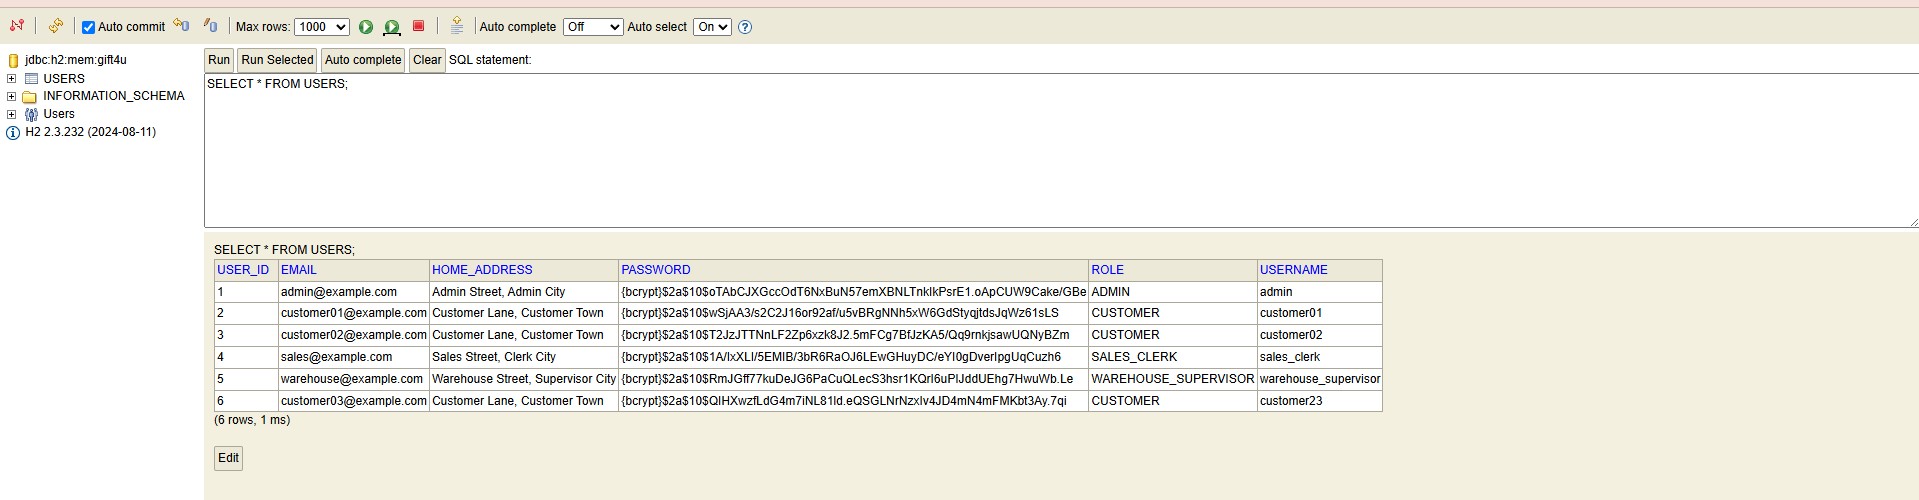 Auto commit Max rows: 1000 Auto complete Off Auto select On
jdbc:h2:mem:gift4u
USERS
INFORMATION_SCHEMA
Users
H2 2.3.232 (2024-08-11)
Run Run Selected Auto complete Clear SQL statement:
SELECT * FROM USERS;
SELECT * FROM USERS;
USER_ID EMAIL HOME_ADDRESS PASSWORD ROLE USERNAME
1 admin@example.com Admin Street, Admin City {bcrypt}$2a$10$oTAbCJXGccOdT6NxBuN57emXBNLTnklkPsrE1.oApCUW9Cake/GBe ADMIN admin
2 customer01@example.com Customer Lane, Customer Town {bcrypt}$2a$10$wSjAA3/s2C2J16or92af/u5vBRgNNh5xW6GdStyqjtdsJqWz61sLS CUSTOMER customer01
3 customer02@example.com Customer Lane, Customer Town {bcrypt}$2a$10$T2JzJTTNnLF2Zp6xzk8J2.5mFCg7BfJzKA5/Qq9rnkjsawUQNyBZm CUSTOMER customer02
4 sales@example.com Sales Street, Clerk City {bcrypt}$2a$10$1A/lxXLl/5EMIB/3bR6RaOJ6LEwGHuyDC/eYI0gDverlpgUqCuzh6 SALES_CLERK sales_clerk
5 warehouse@example.com Warehouse Street, Supervisor City {bcrypt}$2a$10$RmJGff77kuDeJG6PaCuQLecS3hsr1KQrl6uPlJddUEhg7HwuWb.Le WAREHOUSE_SUPERVISOR warehouse_supervisor
6 customer03@example.com Customer Lane, Customer Town {bcrypt}$2a$10$QlHXwzfLdG4m7iNL81ld.eQSGLNrNzxlv4JD4mN4mFMKbt3Ay.7qi CUSTOMER customer23
(6 rows, 1 ms)
Edit